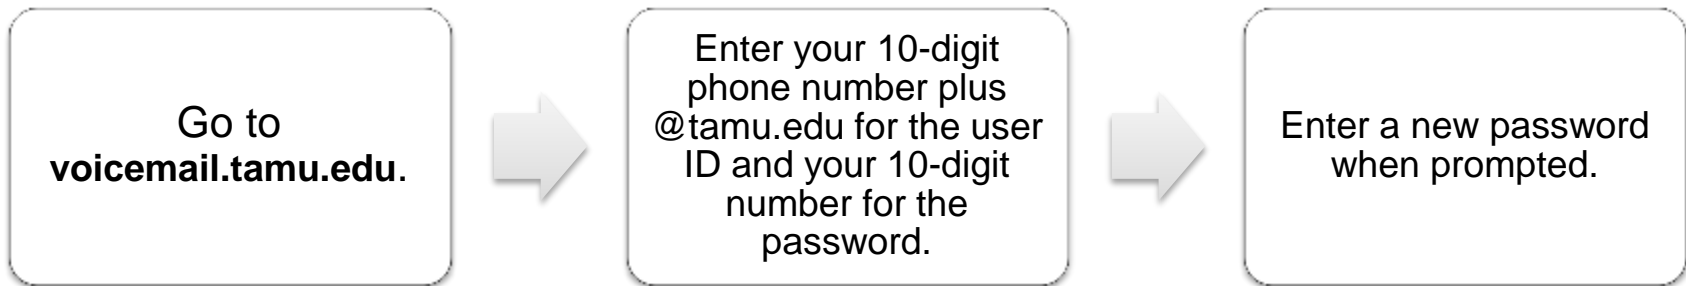 Go to
voicemail.tamu.edu.
Enter your 10-digit
phone number plus
@tamu.edu for the user
ID and your 10-digit
number for the
password.
Enter a new password
when prompted.